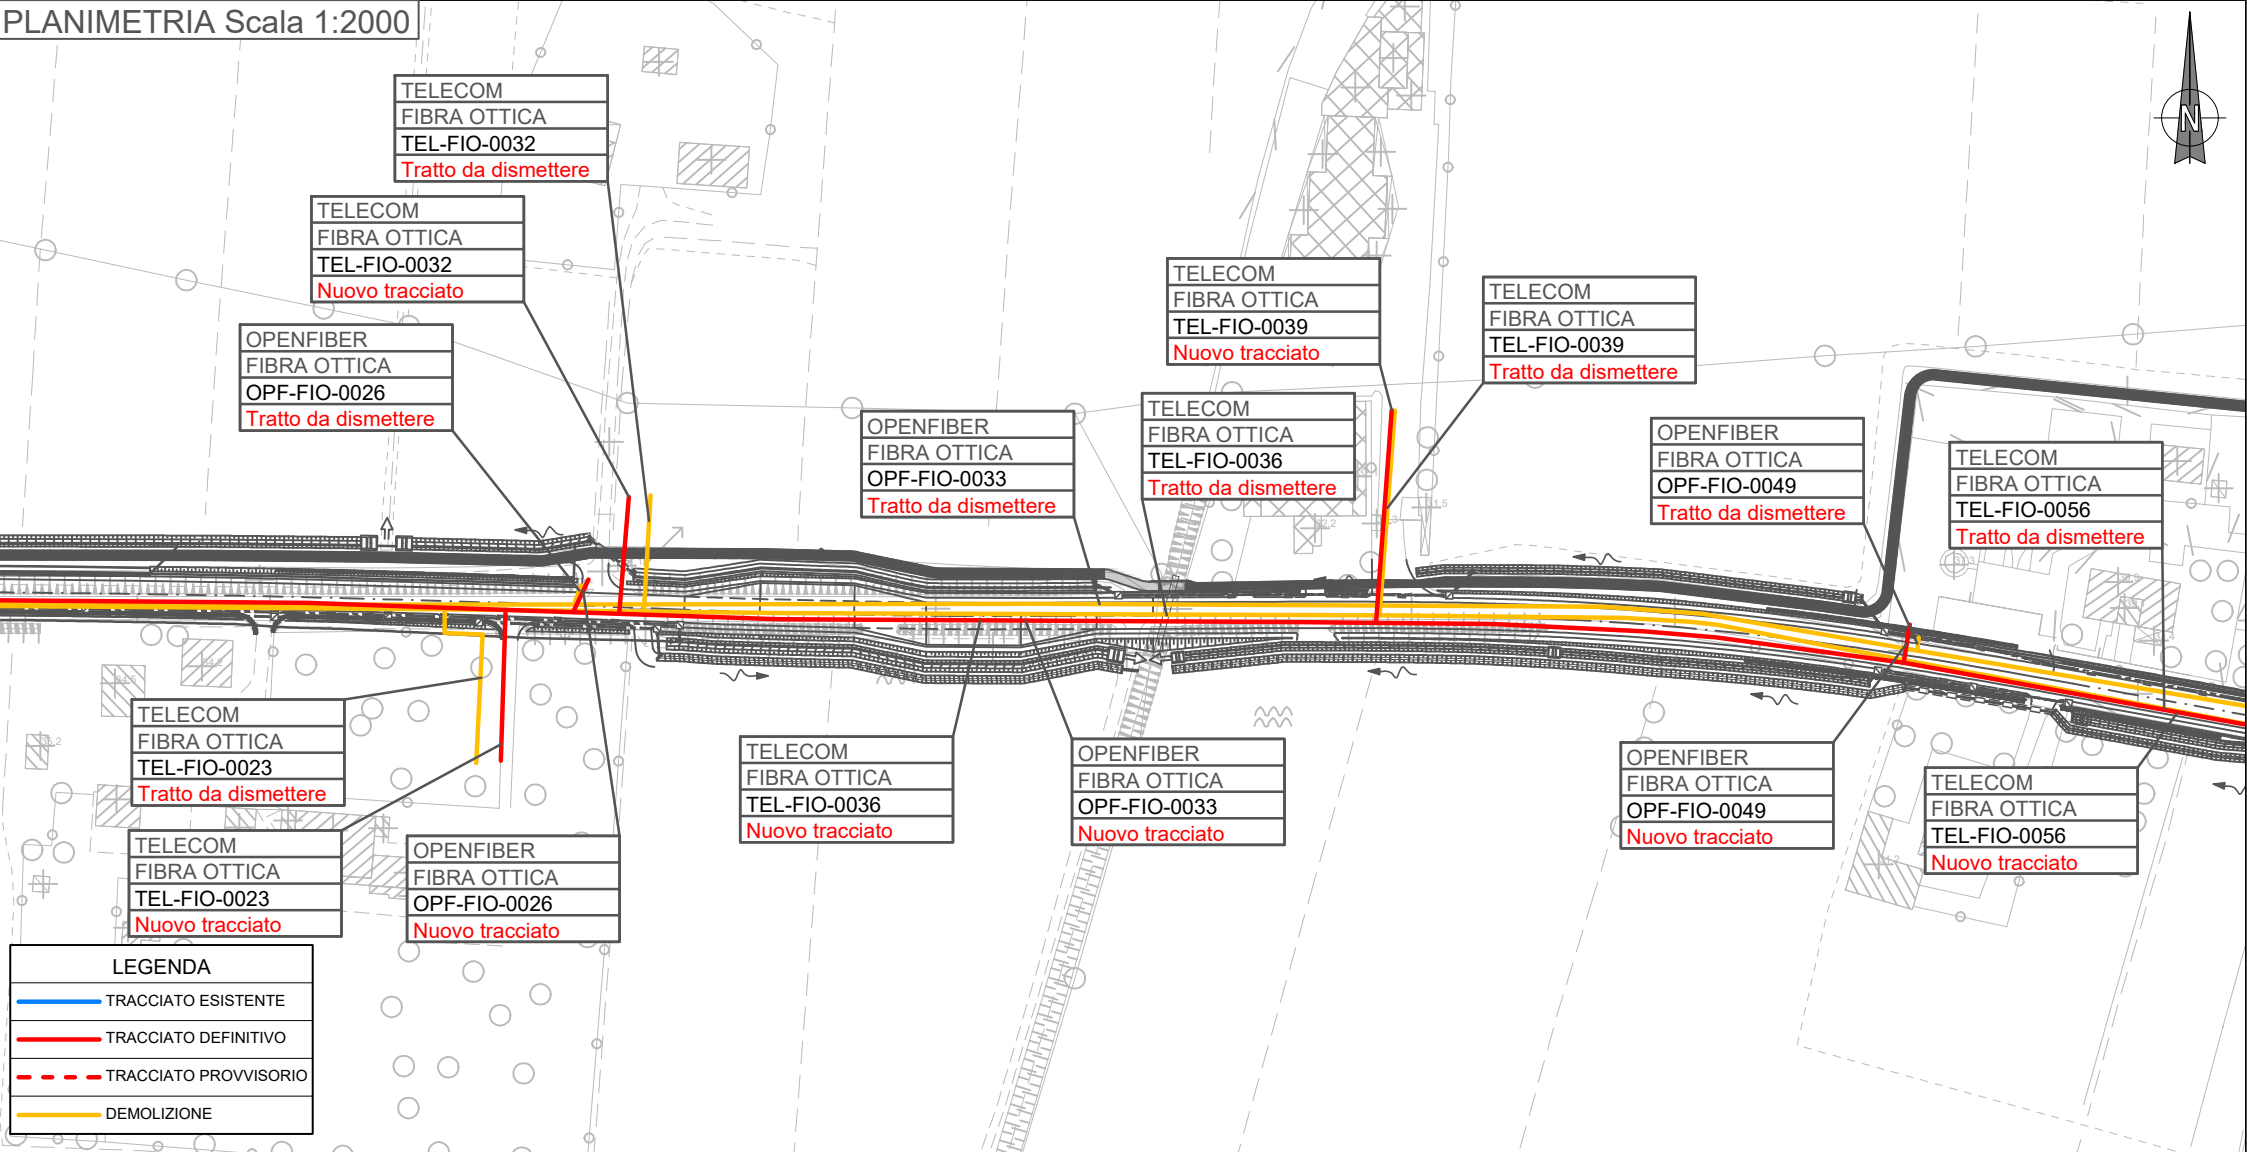 PLANIMETRIA Scala 1:2000
N
TELECOM
FIBRA OTTICA
TEL-FIO-0032
Tratto da dismettere
TELECOM
FIBRA OTTICA
TEL-FIO-0032
Nuovo tracciato
OPENFIBER
FIBRA OTTICA
OPF-FIO-0026
Tratto da dismettere
TELECOM
FIBRA OTTICA
TEL-FIO-0039
Nuovo tracciato
TELECOM
FIBRA OTTICA
TEL-FIO-0039
Tratto da dismettere
OPENFIBER
FIBRA OTTICA
OPF-FIO-0033
Tratto da dismettere
TELECOM
FIBRA OTTICA
TEL-FIO-0036
Tratto da dismettere
OPENFIBER
FIBRA OTTICA
OPF-FIO-0049
Tratto da dismettere
TELECOM
FIBRA OTTICA
TEL-FIO-0056
Tratto da dismettere
TELECOM
FIBRA OTTICA
TEL-FIO-0023
Tratto da dismettere
TELECOM
FIBRA OTTICA
TEL-FIO-0023
Nuovo tracciato
OPENFIBER
FIBRA OTTICA
OPF-FIO-0026
Nuovo tracciato
TELECOM
FIBRA OTTICA
TEL-FIO-0036
Nuovo tracciato
OPENFIBER
FIBRA OTTICA
OPF-FIO-0033
Nuovo tracciato
OPENFIBER
FIBRA OTTICA
OPF-FIO-0049
Nuovo tracciato
TELECOM
FIBRA OTTICA
TEL-FIO-0056
Nuovo tracciato
LEGENDA
TRACCIATO ESISTENTE
TRACCIATO DEFINITIVO
TRACCIATO PROVVISORIO
DEMOLIZIONE